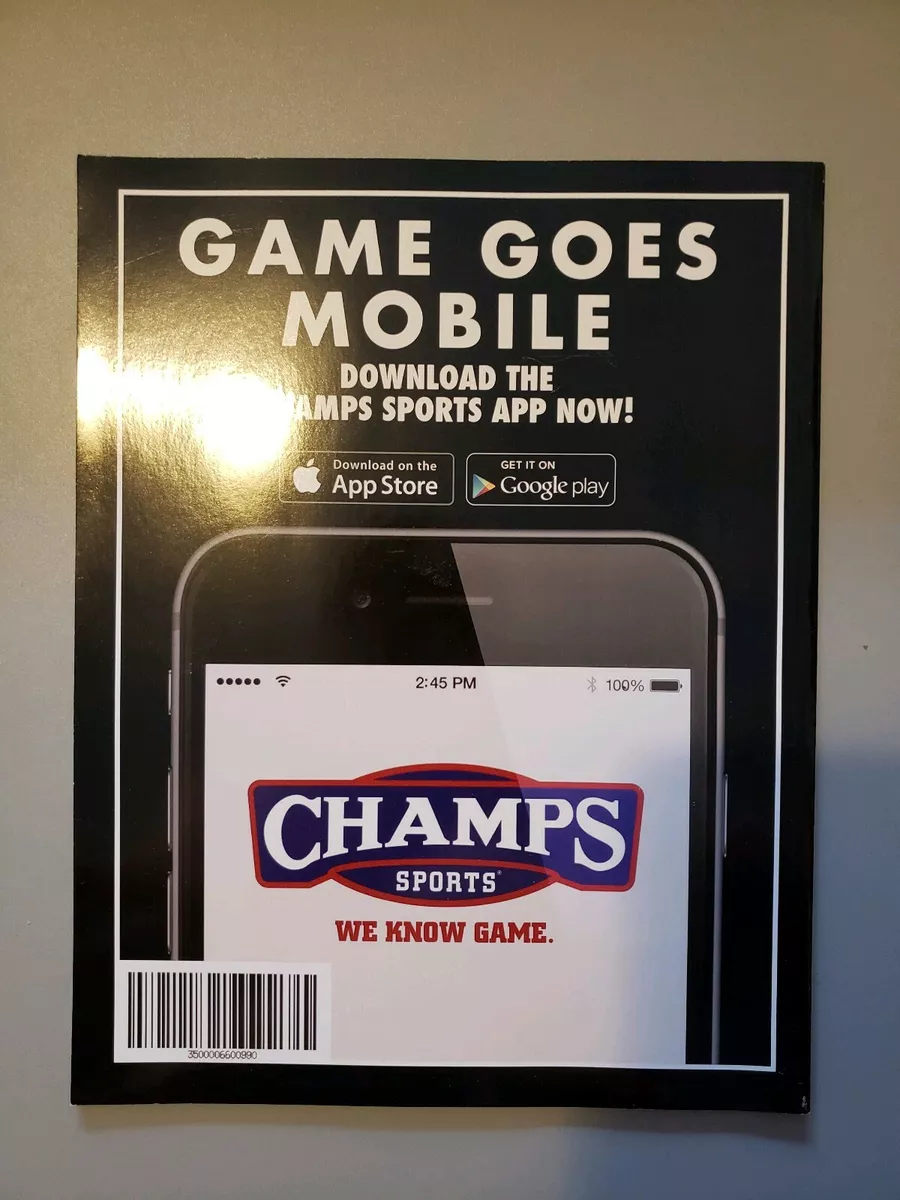 GAME GOES
MOBILE
DOWNLOAD THE
AMPS SPORTS APP NOW!
Download on the
App Store
GET IT ON
Google play
2:45 PM
100%
CHAMPS
SPORTS®
WE KNOW GAME.
3500006600990